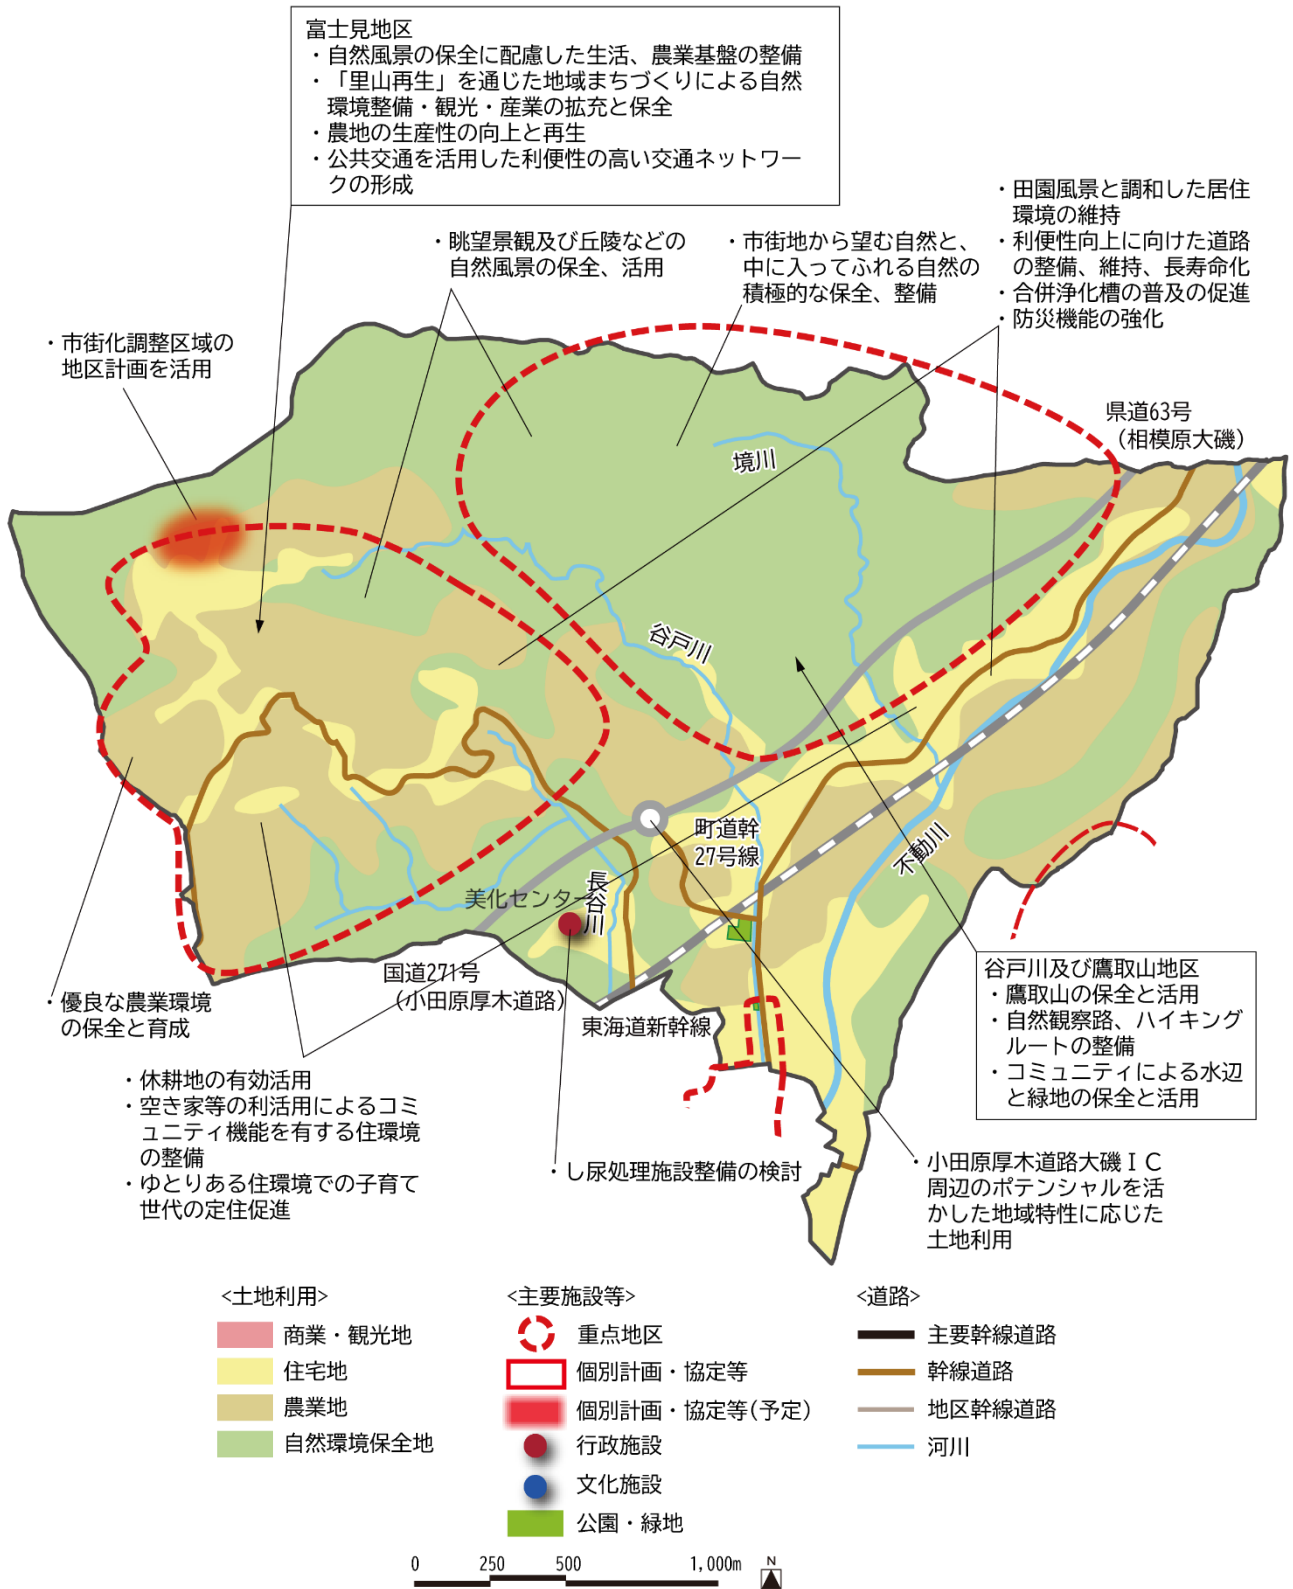 富士見地区
・自然風景の保全に配慮した生活、農業基盤の整備
・「里山再生」を通じた地域まちづくりによる自然
環境整備・観光・産業の拡充と保全
・農地の生産性の向上と再生
・公共交通を活用した利便性の高い交通ネットワー
クの形成
・田園風景と調和した居住
環境の維持
・利便性向上に向けた道路
の整備、維持、長寿命化
・合併浄化槽の普及の促進
・防災機能の強化
・眺望景観及び丘陵などの
自然風景の保全、活用
・市街地から望む自然と、
中に入ってふれる自然の
積極的な保全、整備
・市街化調整区域の
地区計画を活用
県道63号
（相模原大磯）
境川
谷戸川
町道幹
27号線
不動川
美化センター
長谷川
国道271号
（小田原厚木道路）
東海道新幹線
・優良な農業環境
の保全と育成
谷戸川及び鷹取山地区
・鷹取山の保全と活用
・自然観察路、ハイキング
ルートの整備
・コミュニティによる水辺
と緑地の保全と活用
・休耕地の有効活用
・空き家等の利活用によるコミ
ュニティ機能を有する住環境
の整備
・ゆとりある住環境での子育て
世代の定住促進
・し尿処理施設整備の検討
・小田原厚木道路大磯ＩＣ
周辺のポテンシャルを活
かした地域特性に応じた
土地利用
<土地利用>
商業・観光地
住宅地
農業地
自然環境保全地
<主要施設等>
重点地区
個別計画・協定等
個別計画・協定等(予定)
行政施設
文化施設
公園・緑地
<道路>
主要幹線道路
幹線道路
地区幹線道路
河川
0 250 500 1,000m
N